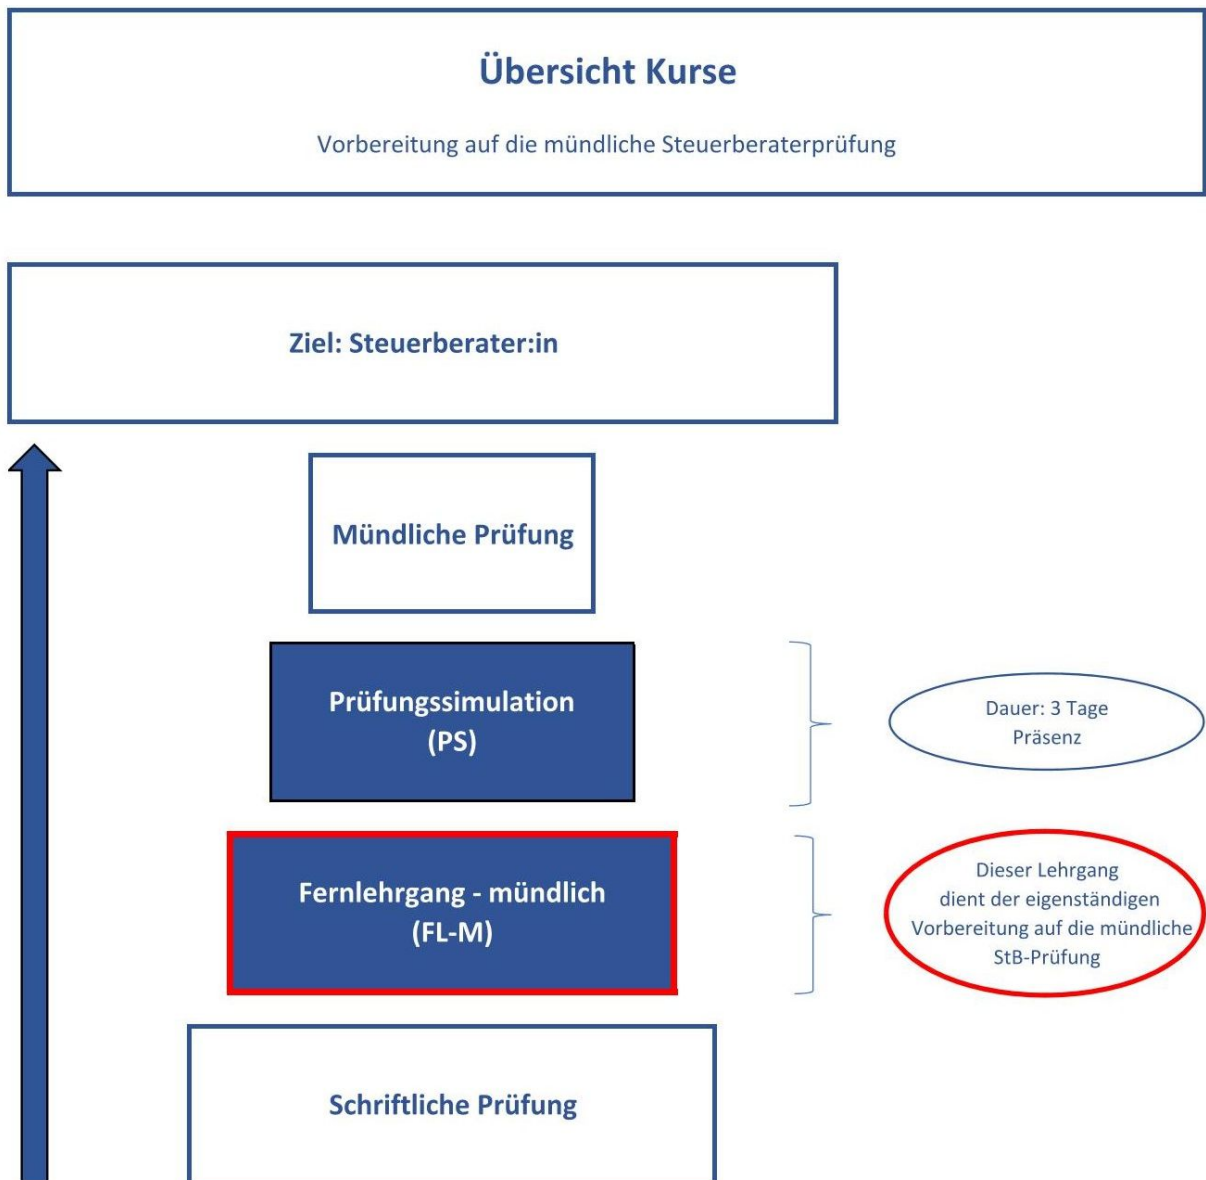 Übersicht Kurse
Vorbereitung auf die mündliche Steuerberaterprüfung
Ziel: Steuerberater:in
Mündliche Prüfung
Prüfungssimulation
(PS)
Dauer: 3 Tage
Präsenz
Fernlehrgang - mündlich
(FL-M)
Dieser Lehrgang
dient der eigenständigen
Vorbereitung auf die mündliche
StB-Prüfung
Schriftliche Prüfung